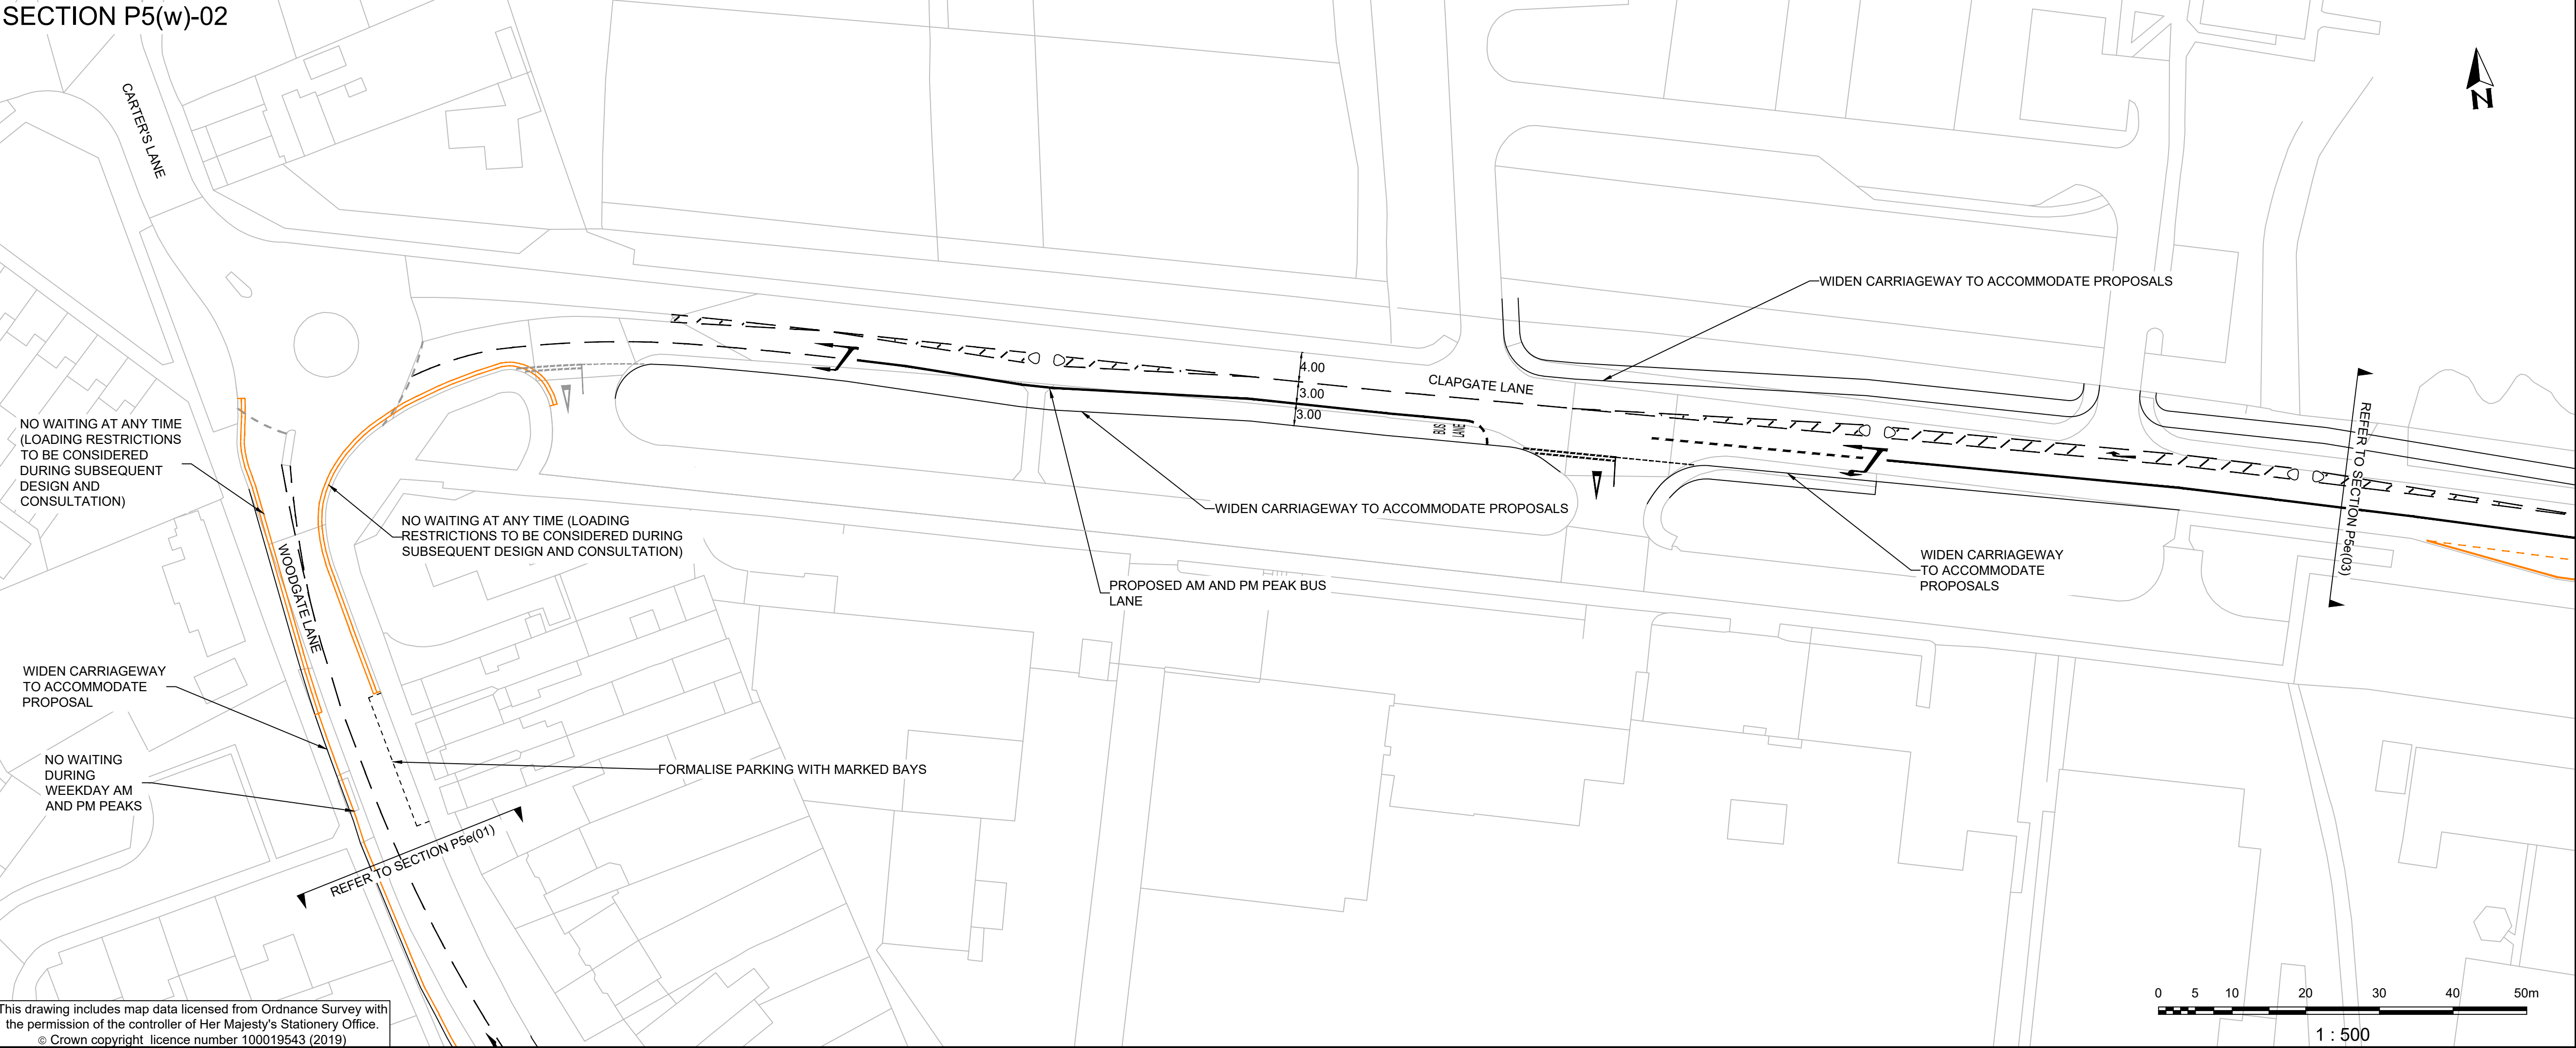 SECTION P5(w)-02
CARTER'S LANE
N
WIDEN CARRIAGEWAY TO ACCOMMODATE PROPOSALS
4.00
3.00
3.00
CLAPGATE LANE
BUS
LANE
REFER TO SECTION P5e(03)
NO WAITING AT ANY TIME
(LOADING RESTRICTIONS
TO BE CONSIDERED
DURING SUBSEQUENT
DESIGN AND
CONSULTATION)
NO WAITING AT ANY TIME (LOADING
RESTRICTIONS TO BE CONSIDERED DURING
SUBSEQUENT DESIGN AND CONSULTATION)
WIDEN CARRIAGEWAY TO ACCOMMODATE PROPOSALS
PROPOSED AM AND PM PEAK BUS
LANE
WIDEN CARRIAGEWAY
TO ACCOMMODATE
PROPOSALS
WOODGATE LANE
WIDEN CARRIAGEWAY
TO ACCOMMODATE
PROPOSAL
NO WAITING
DURING
WEEKDAY AM
AND PM PEAKS
FORMALISE PARKING WITH MARKED BAYS
REFER TO SECTION P5e(01)
This drawing includes map data licensed from Ordnance Survey with
the permission of the controller of Her Majesty's Stationery Office.
© Crown copyright licence number 100019543 (2019)
0 5 10 20 30 40 50m
1 : 500